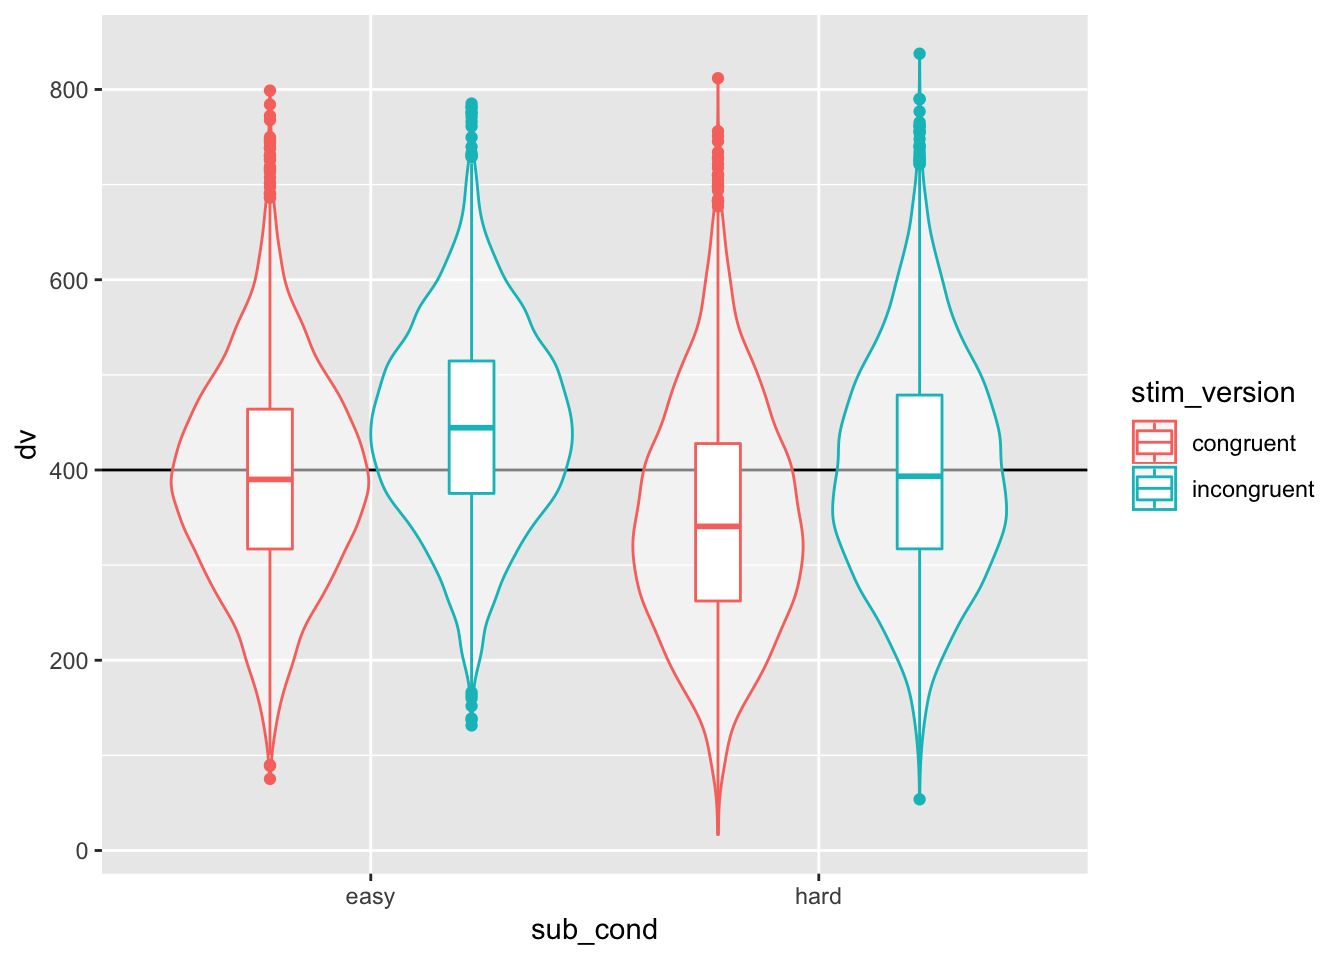 800
600
400
200
0
dv
easy
hard
sub_cond
stim_version
congruent
incongruent